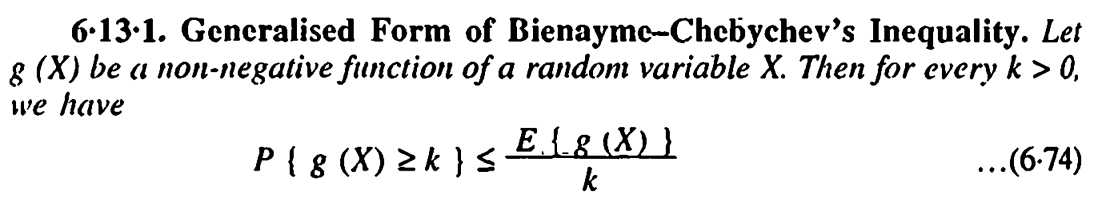 6·13·1. Generalised Form of Bienayme–Chebychev's Inequality. Let
g (X) be a non-negative function of a random variable X. Then for every k > 0,
we have
P { g (X) ≥ k } ≤ E { g (X) } / k ...(6·74)